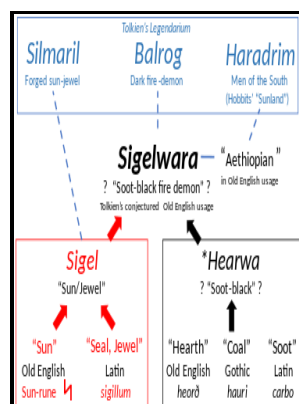 Tolkien's Legendarium
Silmaril Balrog Haradrim
Forged sun-jewel Dark fire -demon Men of the South
(Hobbits' "Sunland")
Sigelwara "Aethiopian"
in Old English usage
? "Soot-black fire demon" ?
Tolkien's conjectured Old English usage
Sigel *Hearwa
"Sun/Jewel" ? "Soot-black" ?
"Sun" "Seal, Jewel" "Hearth" "Coal" "Soot"
Old English Latin Old English Gothic Latin
Sun-rune sigillum heorð hauri carbo